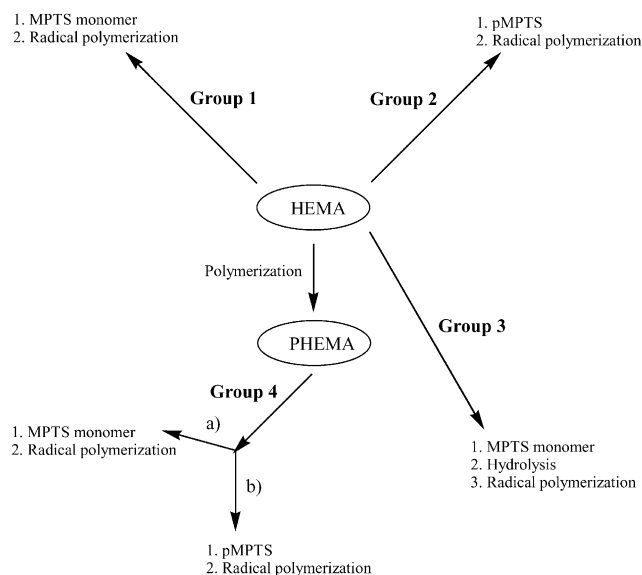 1. MPTS monomer
2. Radical polymerization
1. pMPTS
2. Radical polymerization
Group 1
Group 2
HEMA
Polymerization
Group 3
PHEMA
Group 4
a)
1. MPTS monomer
2. Radical polymerization
1. MPTS monomer
2. Hydrolysis
3. Radical polymerization
b)
1. pMPTS
2. Radical polymerization